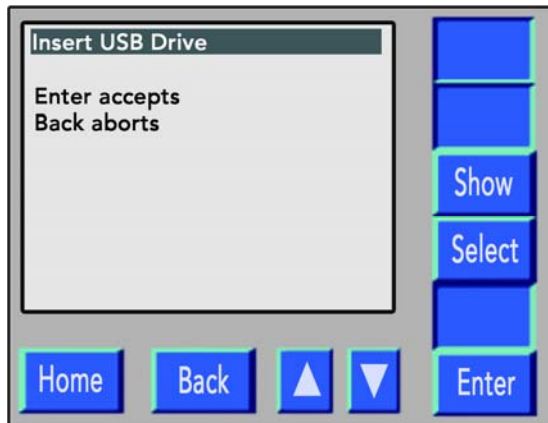 Insert USB Drive
Enter accepts
Back aborts
Show
Select
Home
Back
Enter